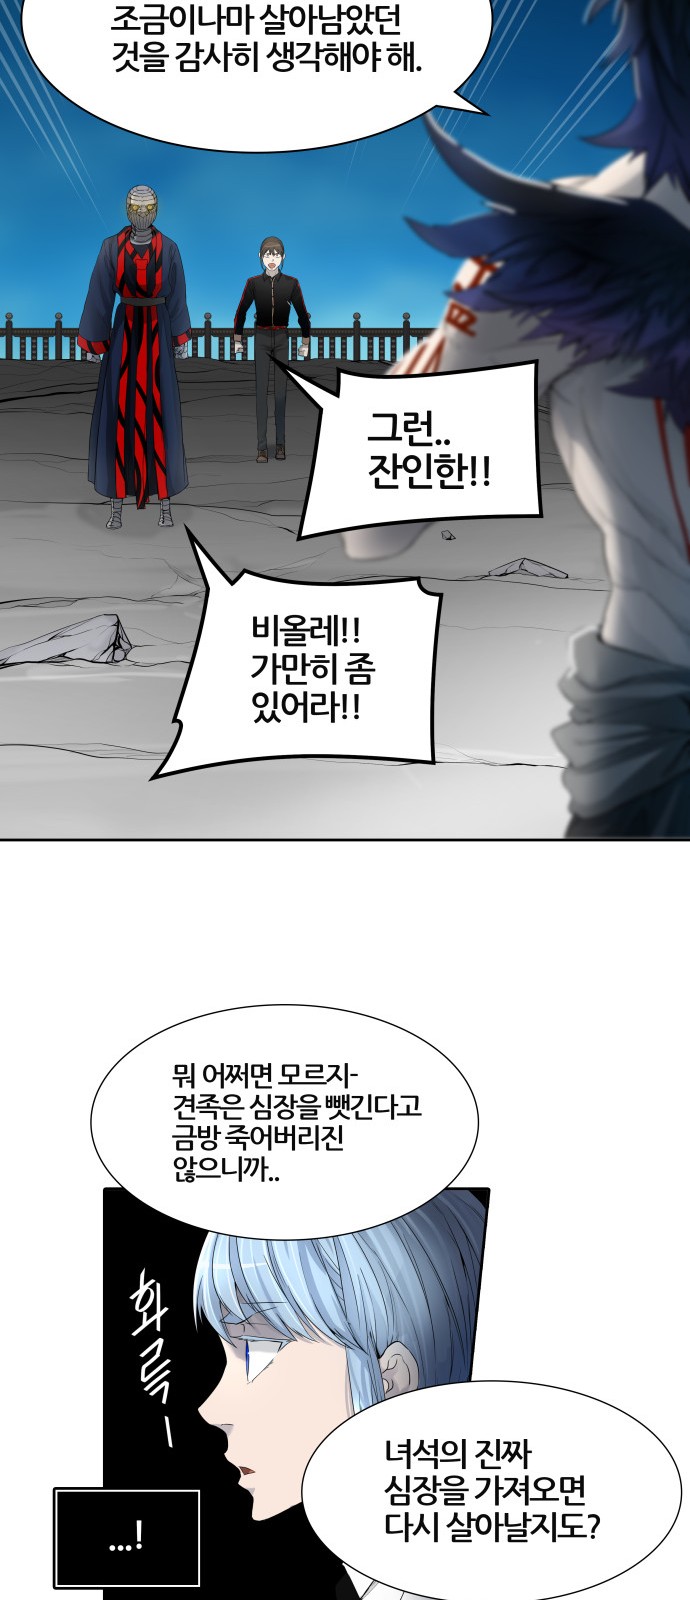 조금이나마 살아남았던
것을 감사히 생각해야 해.
그런..
잔인한!!
비올레!!
가만히 좀
있어라!!
뭐 어쩌면 모르지-
견족은 심장을 뺏긴다고
금방 죽어버리진
않으니까..
화륵-
...!
녀석의 진짜
심장을 가져오면
다시 살아날지도?